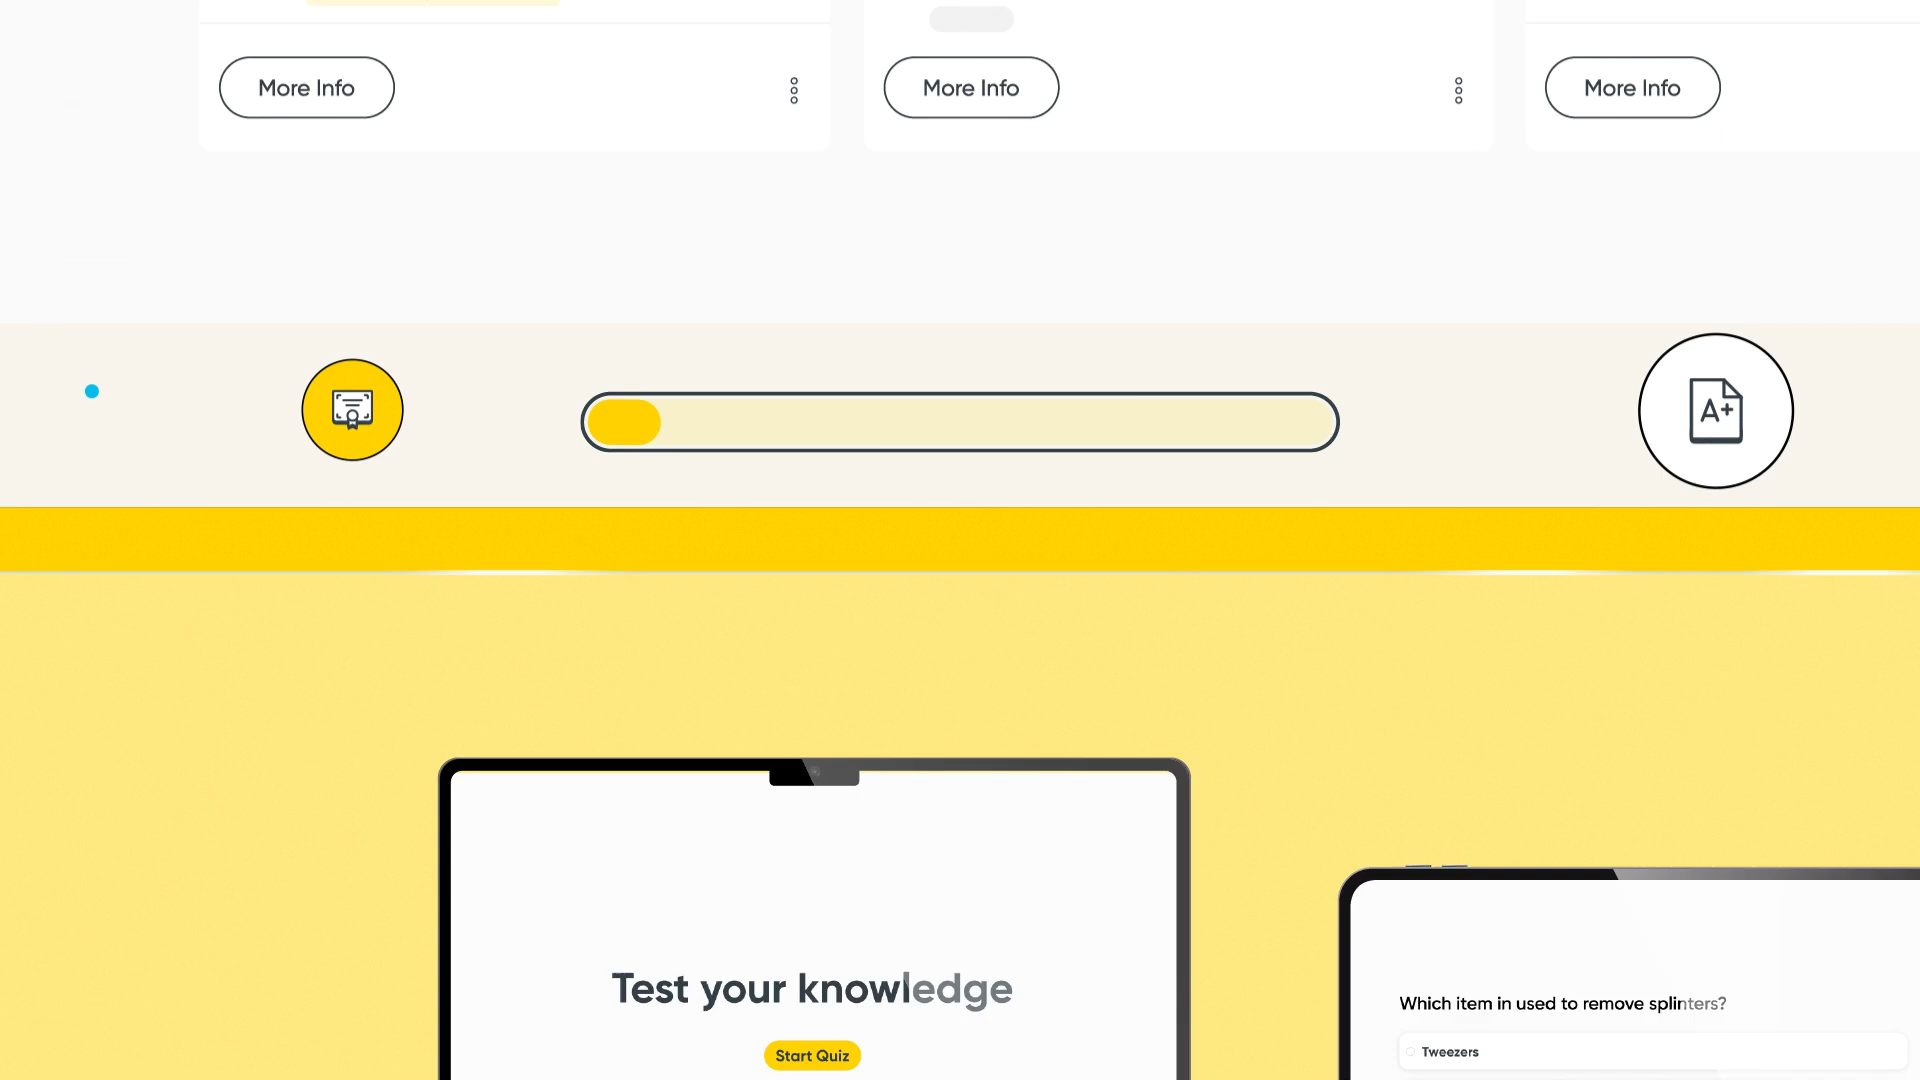 More Info
More Info
More Info
A+
Test your knowledge
Start Quiz
Which item in used to remove splinters?
Tweezers